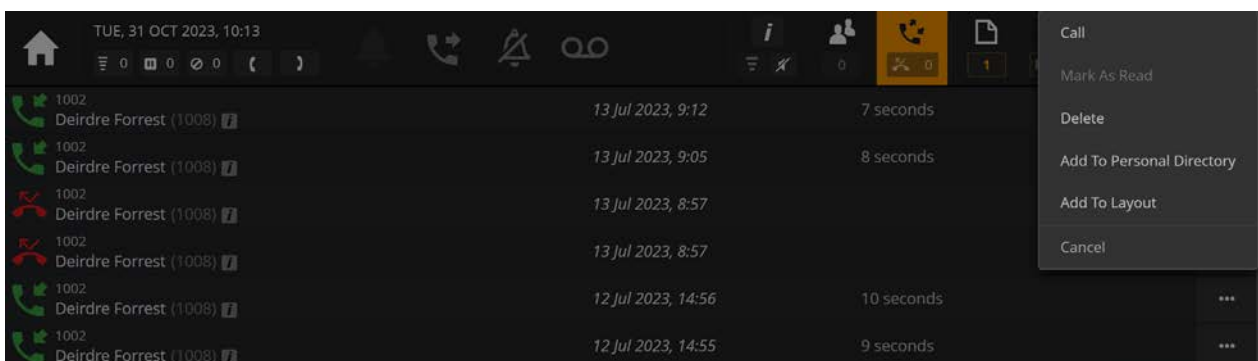 TUE, 31 OCT 2023, 10:13
0 0 0
i
0 0 1
1002
Deirdre Forrest (1008) i
13 Jul 2023, 9:12
7 seconds
1002
Deirdre Forrest (1008) i
13 Jul 2023, 9:05
8 seconds
1002
Deirdre Forrest (1008) i
13 Jul 2023, 8:57
1002
Deirdre Forrest (1008) i
13 Jul 2023, 8:57
1002
Deirdre Forrest (1008) i
12 Jul 2023, 14:56
10 seconds
1002
Deirdre Forrest (1008) i
12 Jul 2023, 14:55
9 seconds
Call
Mark As Read
Delete
Add To Personal Directory
Add To Layout
Cancel